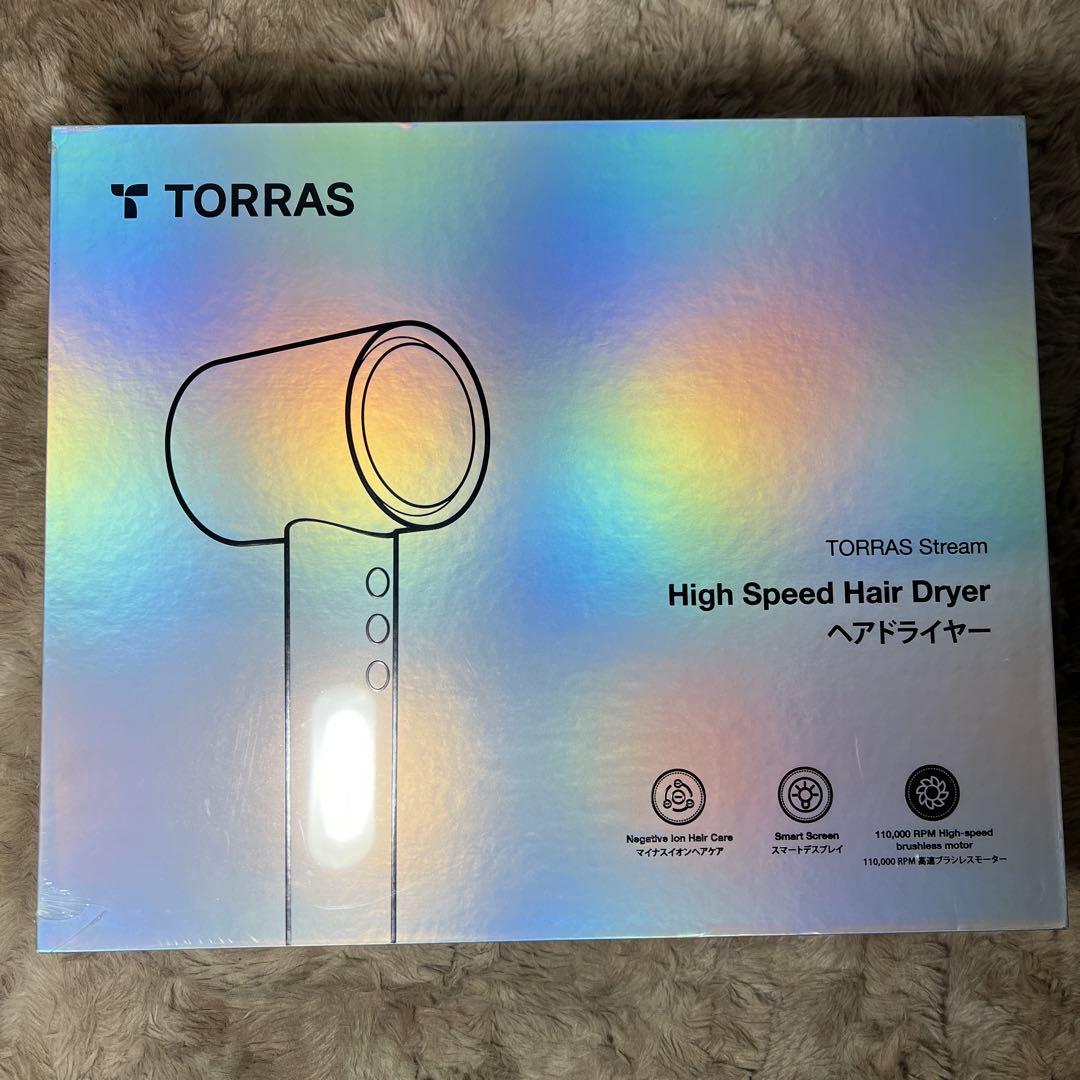 TORRAS
TORRAS Stream
High Speed Hair Dryer
ヘアドライヤー
Negative Ion Hair Care
マイナスイオンヘアケア
Smart Screen
スマートデスプレイ
110,000 RPM High-speed
brushless motor
110,000 RPM 高速ブラシレスモーター